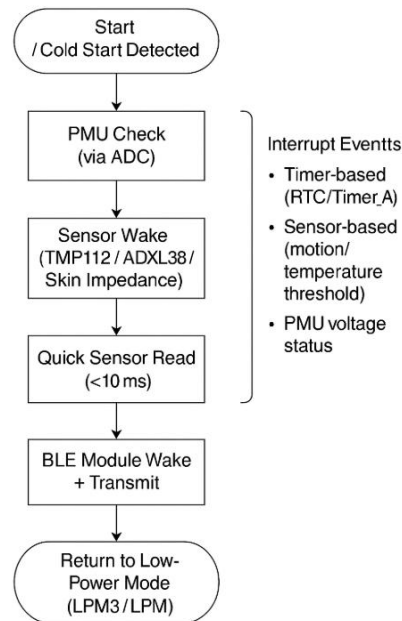 Start
/ Cold Start Detected
PMU Check
(via ADC)
Sensor Wake
(TMP112 / ADXL38 /
Skin Impedance)
Quick Sensor Read
(<10 ms)
BLE Module Wake
+ Transmit
Return to Low-
Power Mode
(LPM3 / LPM)
Interrupt Eventts
• Timer-based
(RTC/Timer_A)
• Sensor-based
(motion/
temperature
threshold)
• PMU voltage
status